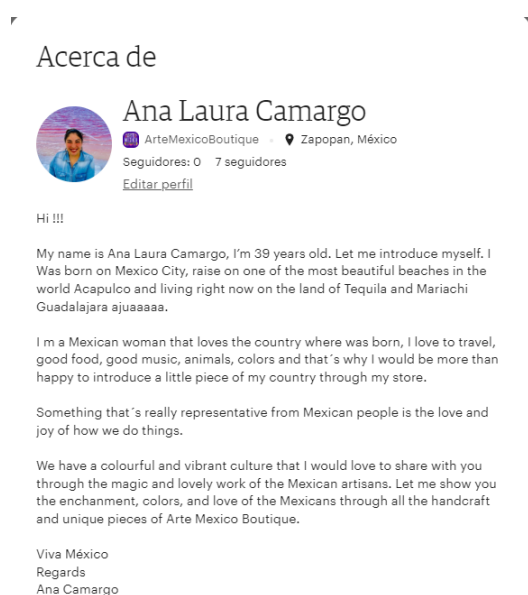 Acerca de
Ana Laura Camargo
ArteMexicoBoutique Zapopan, México
Seguidores: 0 7 seguidores
Editar perfil
Hi !!!
My name is Ana Laura Camargo, I'm 39 years old. Let me introduce myself. I
Was born on Mexico City, raise on one of the most beautiful beaches in the
world Acapulco and living right now on the land of Tequila and Mariachi
Guadalajara ajuaaaaa.
I m a Mexican woman that loves the country where was born, I love to travel,
good food, good music, animals, colors and that´s why I would be more than
happy to introduce a little piece of my country through my store.
Something that´s really representative from Mexican people is the love and
joy of how we do things.
We have a colourful and vibrant culture that I would love to share with you
through the magic and lovely work of the Mexican artisans. Let me show you
the enchanment, colors, and love of the Mexicans through all the handcraft
and unique pieces of Arte Mexico Boutique.
Viva México
Regards
Ana Camargo